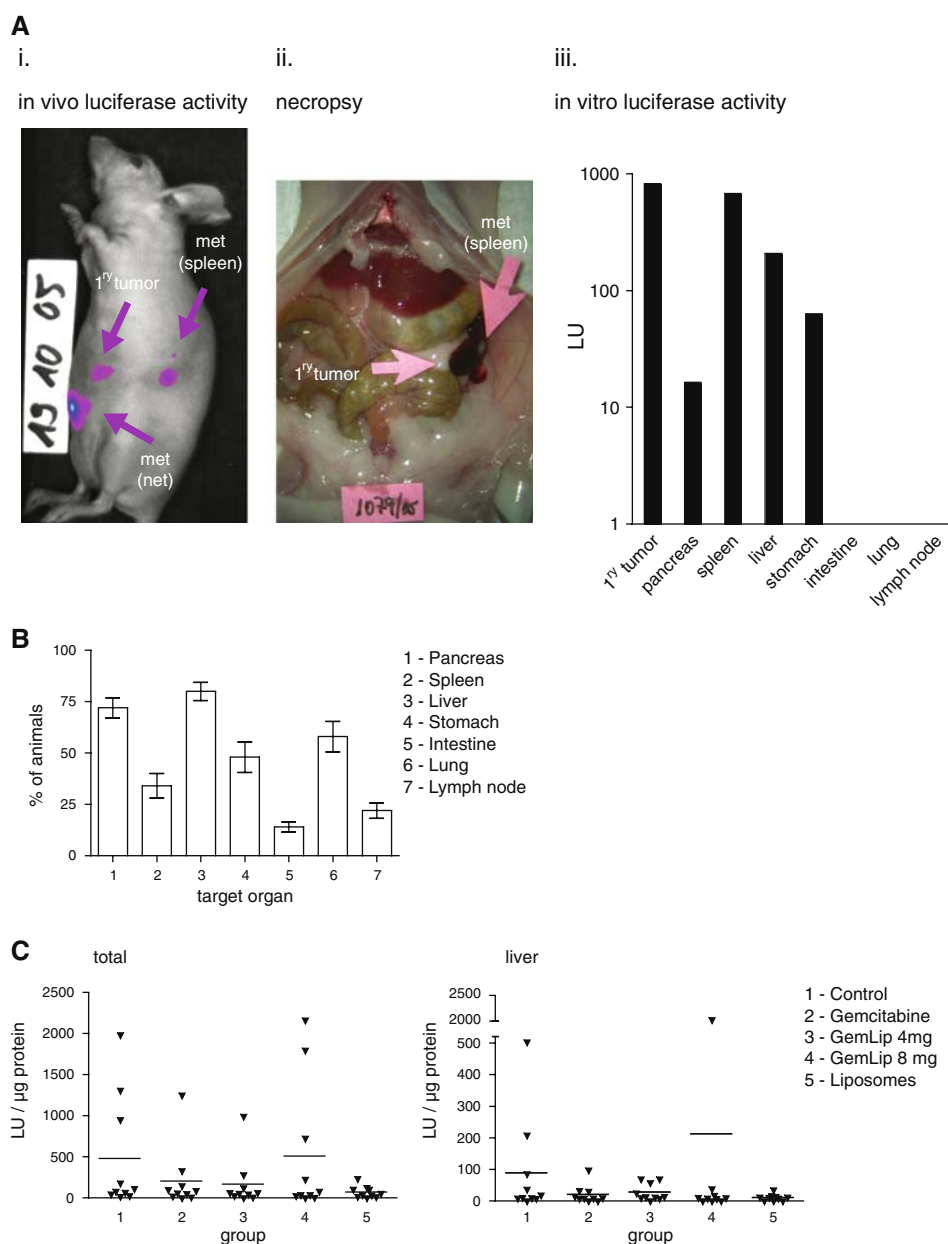 A
i.
in vivo luciferase activity
19 10 05
1ry tumor
met
(spleen)
met
(net)
ii.
necropsy
met
(spleen)
1ry tumor
1079/05
iii.
in vitro luciferase activity
LU
1000
100
10
1
1ry tumor
pancreas
spleen
liver
stomach
intestine
lung
lymph node
B
% of animals
100
75
50
25
0
1 2 3 4 5 6 7
target organ
1 - Pancreas
2 - Spleen
3 - Liver
4 - Stomach
5 - Intestine
6 - Lung
7 - Lymph node
C
total
LU / µg protein
2500
2000
1500
1000
500
0
1 2 3 4 5
group
liver
LU / µg protein
2500
2000
500
400
300
200
100
0
1 2 3 4 5
group
1 - Control
2 - Gemcitabine
3 - GemLip 4mg
4 - GemLip 8 mg
5 - Liposomes